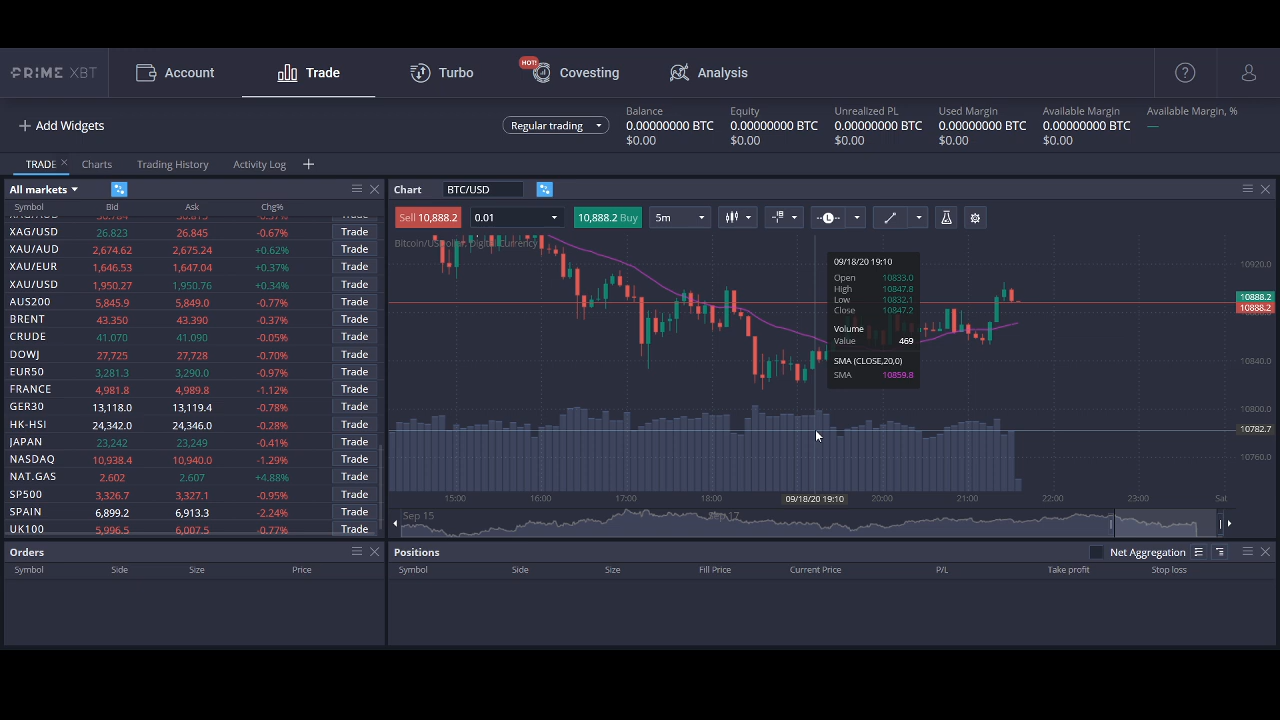 PRIME XBT
Account
Trade
Turbo
HOT!
Covesting
Analysis
?
+ Add Widgets
Regular trading
Balance
0.00000000 BTC
$0.00
Equity
0.00000000 BTC
$0.00
Unrealized PL
0.00000000 BTC
$0.00
Used Margin
0.00000000 BTC
$0.00
Available Margin
0.00000000 BTC
$0.00
Available Margin, %
—
TRADE
Charts
Trading History
Activity Log
All markets
Symbol Bid Ask Chg%
XAG/USD 26.823 26.845 -0.67% Trade
XAU/AUD 2,674.62 2,675.24 +0.62% Trade
XAU/EUR 1,646.53 1,647.04 +0.37% Trade
XAU/USD 1,950.27 1,950.76 +0.34% Trade
AUS200 5,845.9 5,849.0 -0.77% Trade
BRENT 43.350 43.390 -0.37% Trade
CRUDE 41.070 41.090 -0.05% Trade
DOWJ 27,725 27,728 -0.70% Trade
EUR50 3,281.3 3,290.0 -0.97% Trade
FRANCE 4,981.8 4,989.8 -1.12% Trade
GER30 13,118.0 13,119.4 -0.78% Trade
HK-HSI 24,342.0 24,346.0 -0.28% Trade
JAPAN 23,242 23,249 -0.41% Trade
NASDAQ 10,938.4 10,940.0 -1.29% Trade
NAT.GAS 2.602 2.607 +4.88% Trade
SP500 3,326.7 3,327.1 -0.95% Trade
SPAIN 6,899.2 6,913.3 -2.24% Trade
UK100 5,996.5 6,007.5 -0.77% Trade
Chart BTC/USD
Sell 10,888.2 0.01 10,888.2 Buy 5m
Bitcoin/US Dollar, Digital currency
09/18/20 19:10
Open 10833.0
High 10847.8
Low 10832.1
Close 10847.2
Volume
Value 469
SMA (CLOSE,20,0)
SMA 10859.8
10920.0
10888.2
10888.2
10840.0
10800.0
10782.7
10760.0
15:00 16:00 17:00 18:00 09/18/20 19:10 20:00 21:00 22:00 23:00 Sat
Sep 15 Sep 17
Orders
Symbol Side Size Price
Positions
Net Aggregation
Symbol Side Size Fill Price Current Price P/L Take profit Stop loss